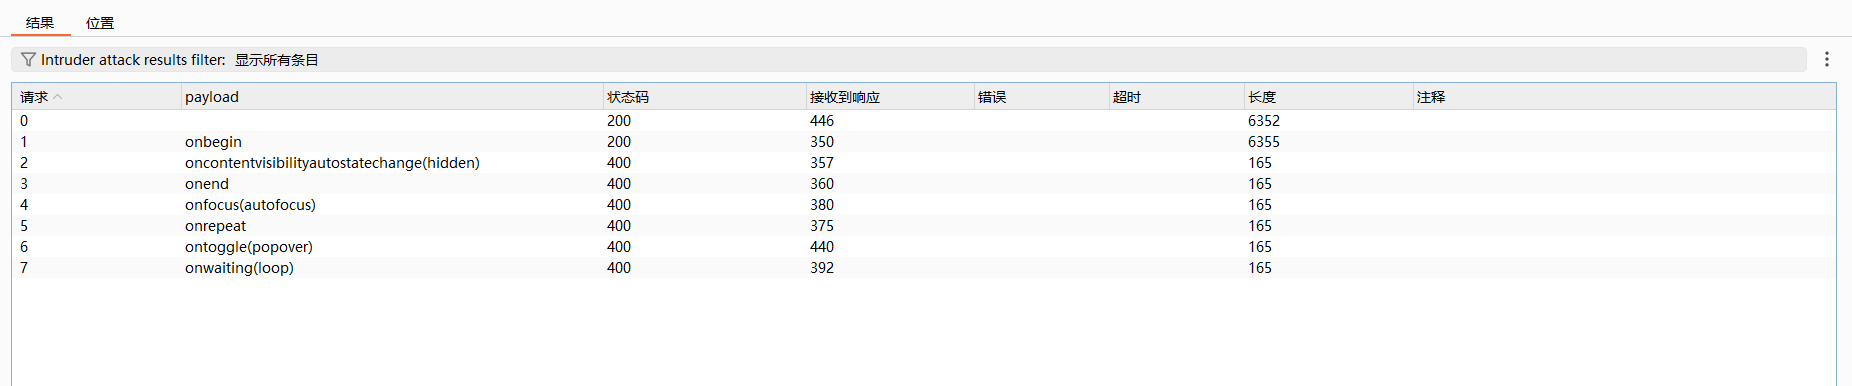 结果 位置
Intruder attack results filter: 显示所有条目
请求 payload 状态码 接收到响应 错误 超时 长度 注释
0 200 446 6352
1 onbegin 200 350 6355
2 oncontentvisibilityautostatechange(hidden) 400 357 165
3 onend 400 360 165
4 onfocus(autofocus) 400 380 165
5 onrepeat 400 375 165
6 ontoggle(popover) 400 440 165
7 onwaiting(loop) 400 392 165